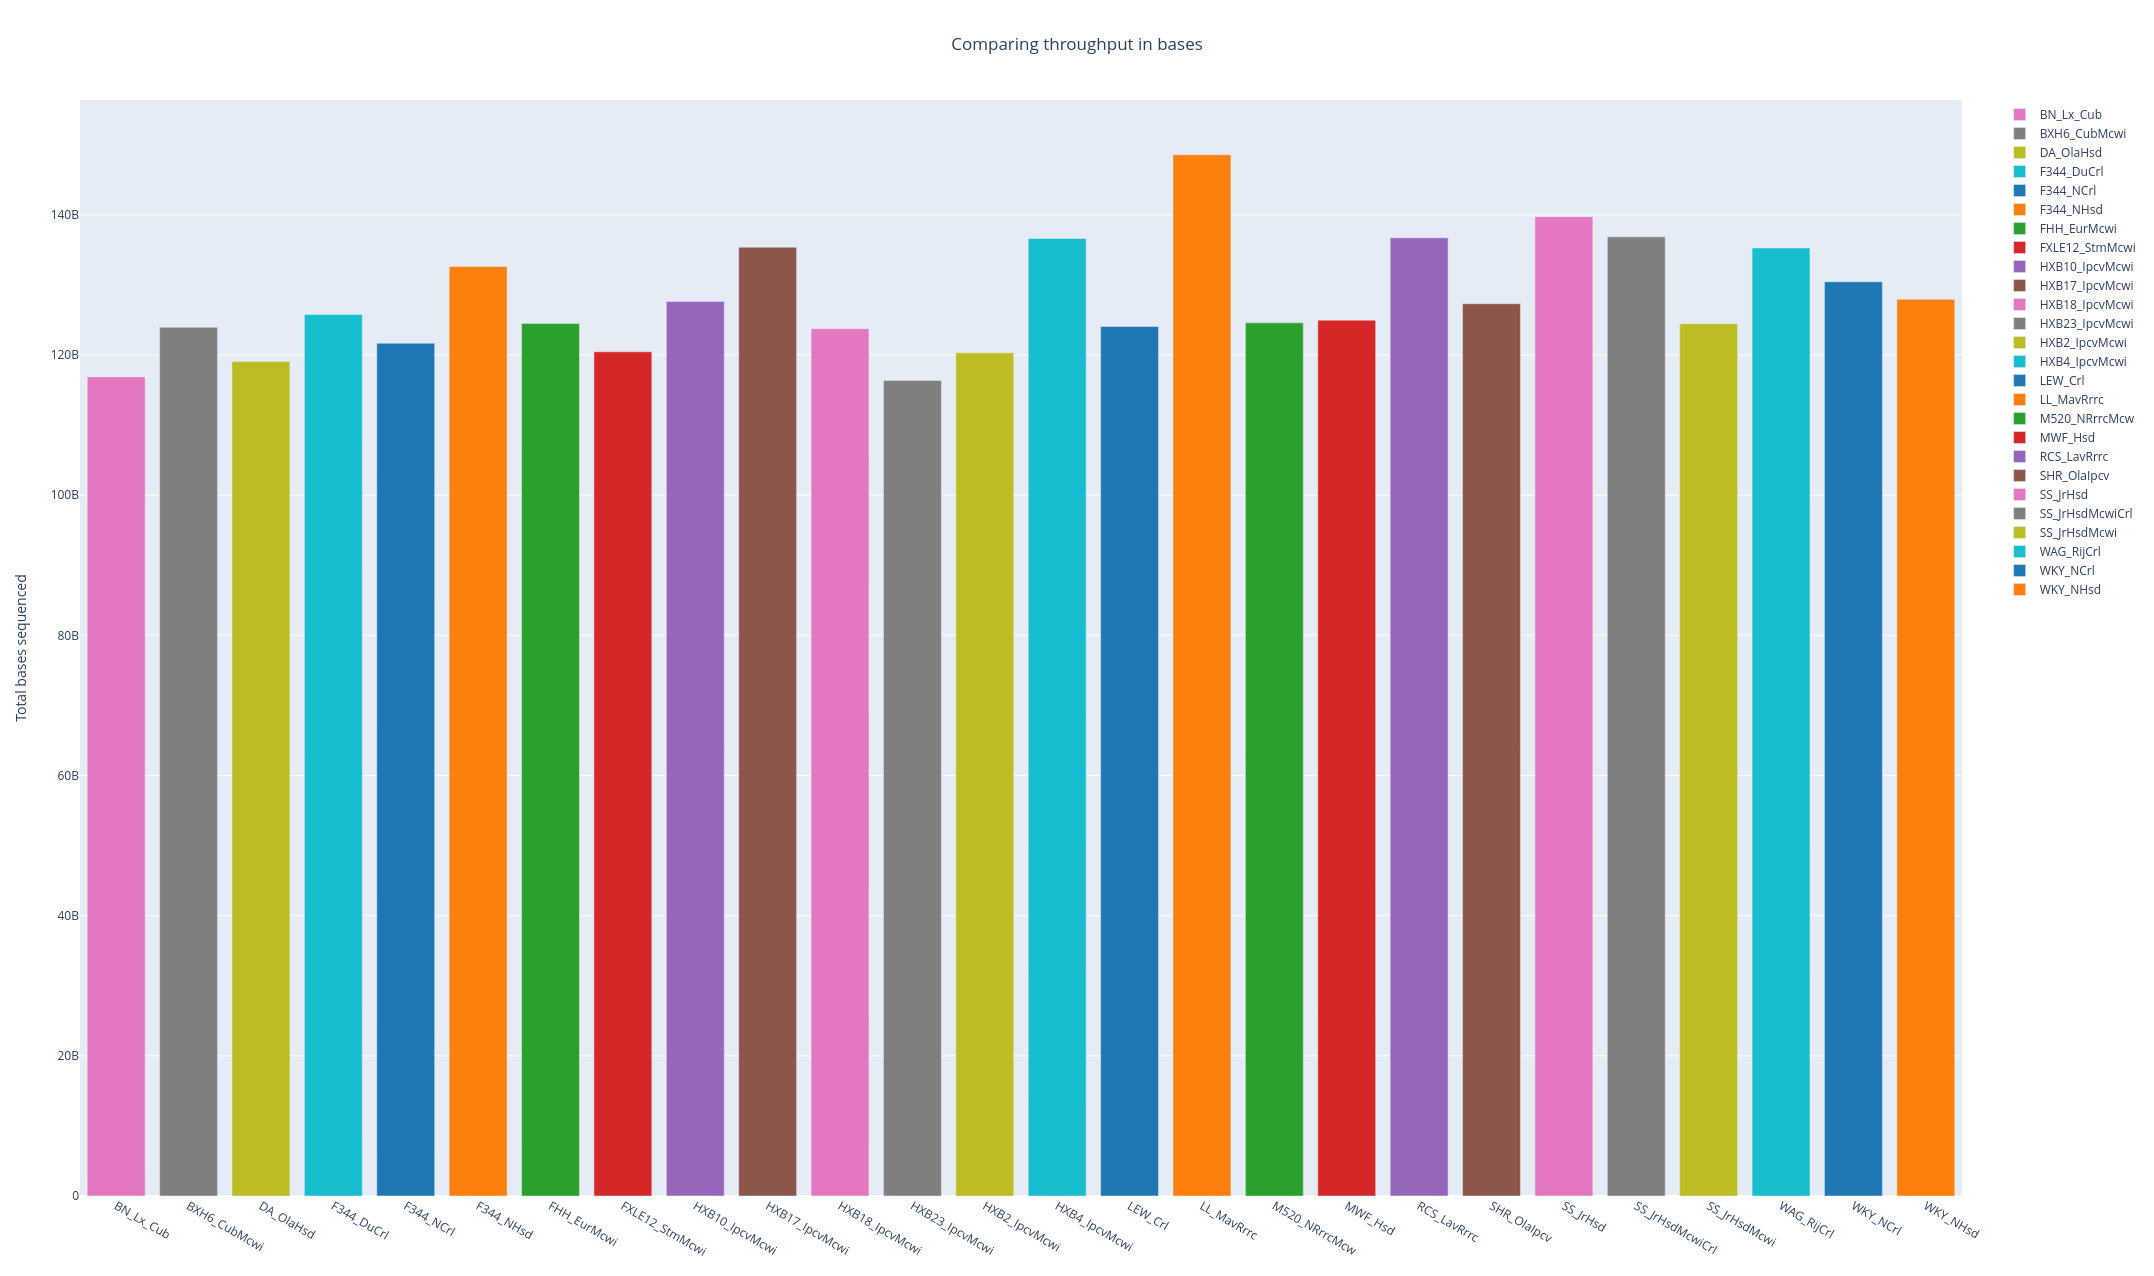 Comparing throughput in bases
Total bases sequenced
140B
120B
100B
80B
60B
40B
20B
0
BN_Lx_Cub
BXH6_CubMcwi
DA_OlaHsd
F344_DuCrl
F344_NCrl
F344_NHsd
FHH_EurMcwi
FXLE12_StmMcwi
HXB10_IpcvMcwi
HXB17_IpcvMcwi
HXB18_IpcvMcwi
HXB23_IpcvMcwi
HXB2_IpcvMcwi
HXB4_IpcvMcwi
LEW_Crl
LL_MavRrrc
M520_NRrrcMcw
MWF_Hsd
RCS_LavRrrc
SHR_OlaIpcv
SS_JrHsd
SS_JrHsdMcwiCrl
SS_JrHsdMcwi
WAG_RijCrl
WKY_NCrl
WKY_NHsd
BN_Lx_Cub
BXH6_CubMcwi
DA_OlaHsd
F344_DuCrl
F344_NCrl
F344_NHsd
FHH_EurMcwi
FXLE12_StmMcwi
HXB10_IpcvMcwi
HXB17_IpcvMcwi
HXB18_IpcvMcwi
HXB23_IpcvMcwi
HXB2_IpcvMcwi
HXB4_IpcvMcwi
LEW_Crl
LL_MavRrrc
M520_NRrrcMcw
MWF_Hsd
RCS_LavRrrc
SHR_OlaIpcv
SS_JrHsd
SS_JrHsdMcwiCrl
SS_JrHsdMcwi
WAG_RijCrl
WKY_NCrl
WKY_NHsd